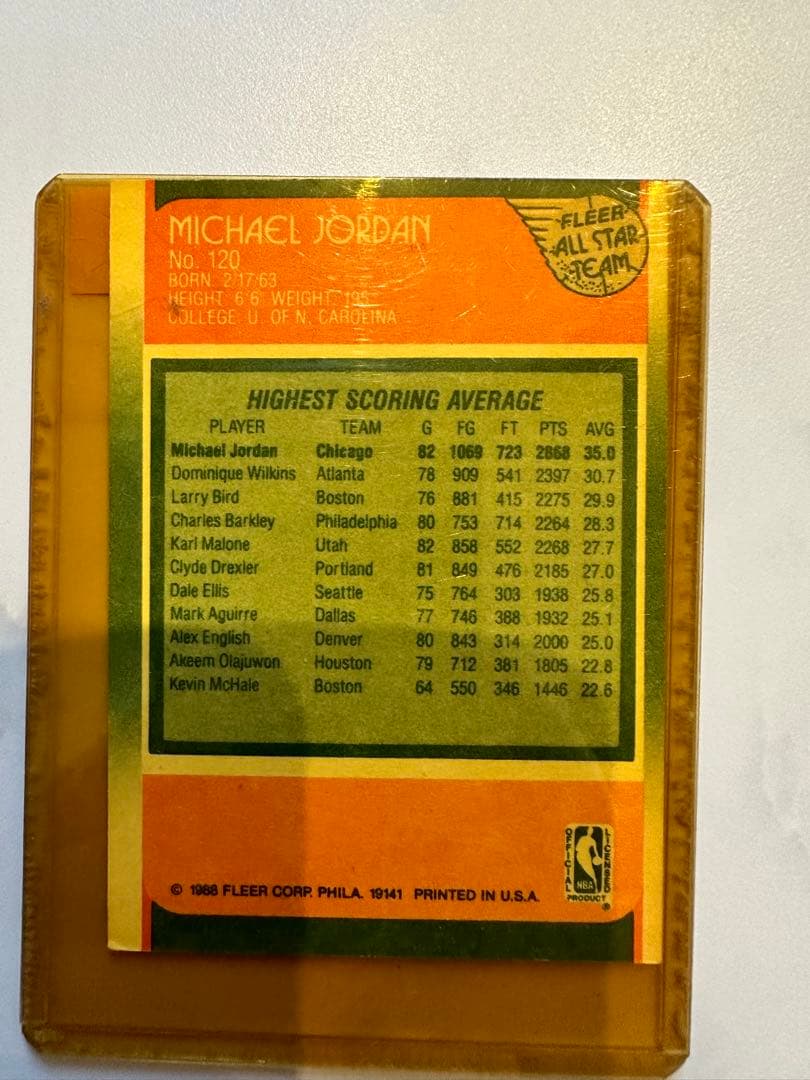 MICHAEL JORDAN
No. 120
BORN: 2/17/63
HEIGHT: 6'6" WEIGHT: 195
COLLEGE: U. OF N. CAROLINA
FLEER
ALL STAR
TEAM
HIGHEST SCORING AVERAGE
PLAYER TEAM G FG FT PTS AVG
Michael Jordan Chicago 82 1069 723 2868 35.0
Dominique Wilkins Atlanta 78 909 541 2397 30.7
Larry Bird Boston 76 881 415 2275 29.9
Charles Barkley Philadelphia 80 753 714 2264 28.3
Karl Malone Utah 82 858 552 2268 27.7
Clyde Drexler Portland 81 849 476 2185 27.0
Dale Ellis Seattle 75 764 303 1938 25.8
Mark Aguirre Dallas 77 746 388 1932 25.1
Alex English Denver 80 843 314 2000 25.0
Akeem Olajuwon Houston 79 712 381 1805 22.8
Kevin McHale Boston 64 550 346 1446 22.6
© 1988 FLEER CORP. PHILA. 19141 PRINTED IN U.S.A.
OFFICIAL
LICENSED
NBA
PRODUCT
®